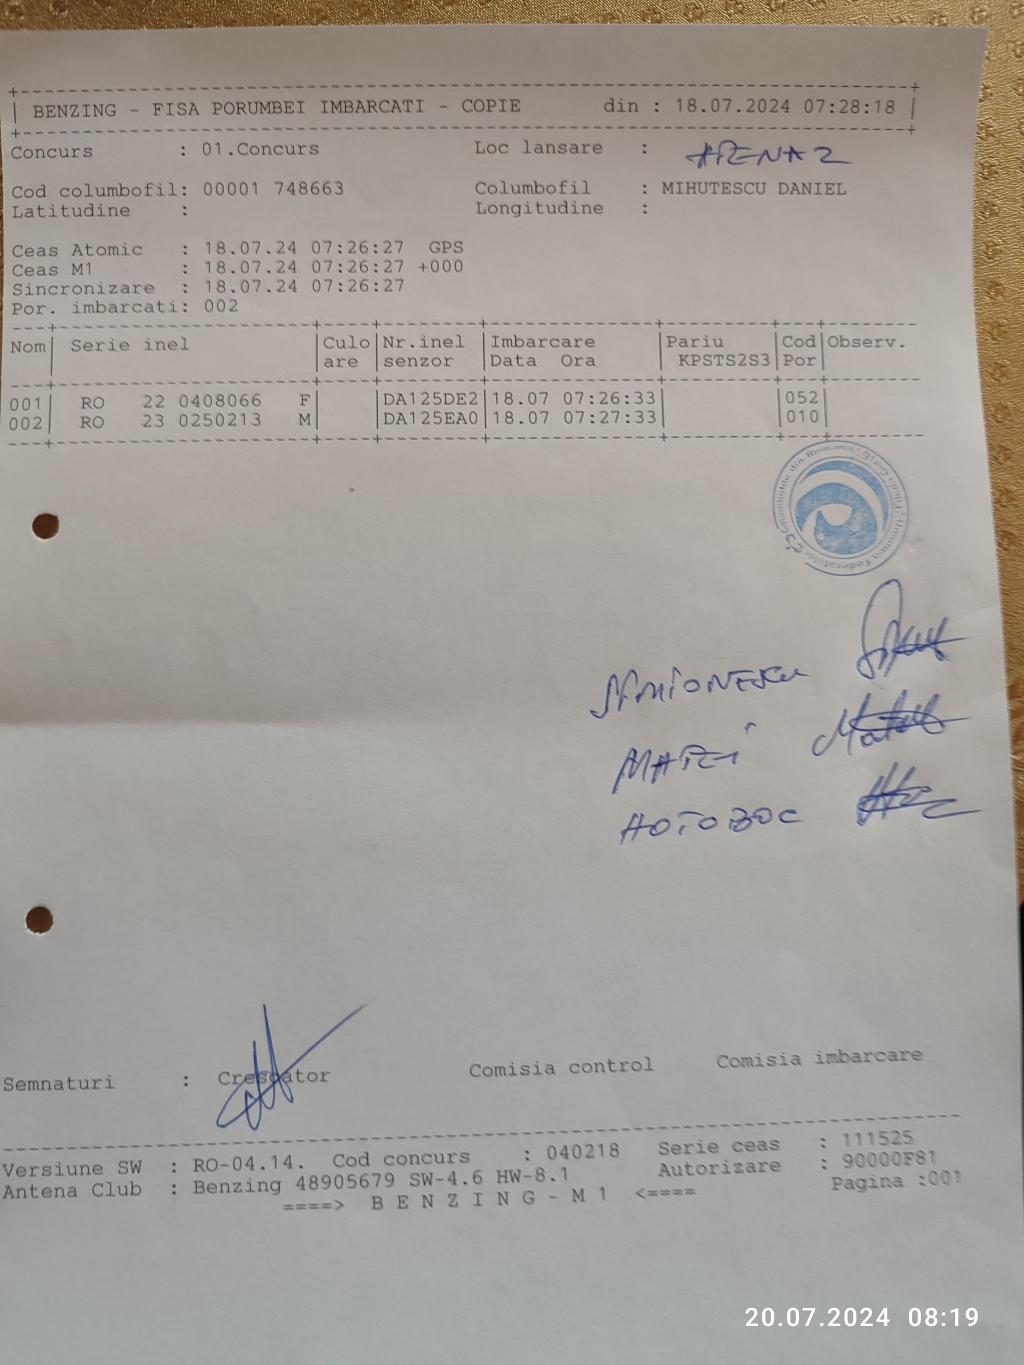 BENZING - FISA PORUMBEI IMBARCATI - COPIE din : 18.07.2024 07:28:18
Concurs : 01.Concurs Loc lansare : ARENA 2
Cod columbofil: 00001 748663 Columbofil : MIHUTESCU DANIEL
Latitudine : Longitudine :
Ceas Atomic : 18.07.24 07:26:27 GPS
Ceas M1 : 18.07.24 07:26:27 +000
Sincronizare : 18.07.24 07:26:27
Por. imbarcati: 002
Nom Serie inel Culo Nr.inel Imbarcare Pariu Cod Observ.
are senzor Data Ora KPSTS2S3 Por
001 RO 22 0408066 F DA125DE2 18.07 07:26:33 052
002 RO 23 0250213 M DA125EA0 18.07 07:27:33 010
SIMIONESCU
MATEI
HOTOBOC
Semnaturi : Crescator Comisia control Comisia imbarcare
Versiune SW : RO-04.14. Cod concurs : 040218 Serie ceas : 111525
Antena Club : Benzing 48905679 SW-4.6 HW-8.1 Autorizare : 90000F81
====> B E N Z I N G - M 1 <==== Pagina :001
20.07.2024 08:19